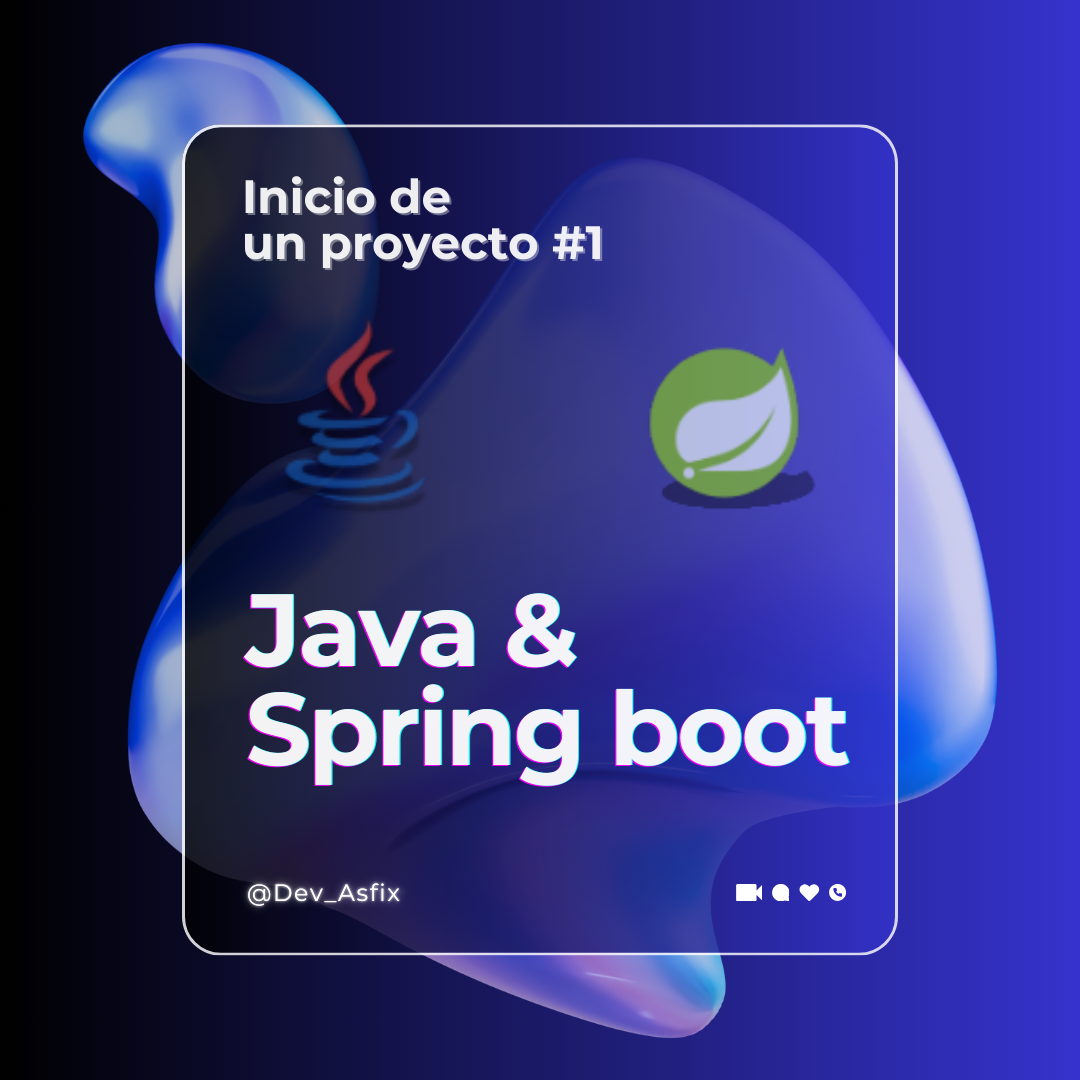 Inicio de
un proyecto #1
Java &
Spring boot
@Dev_Asfix